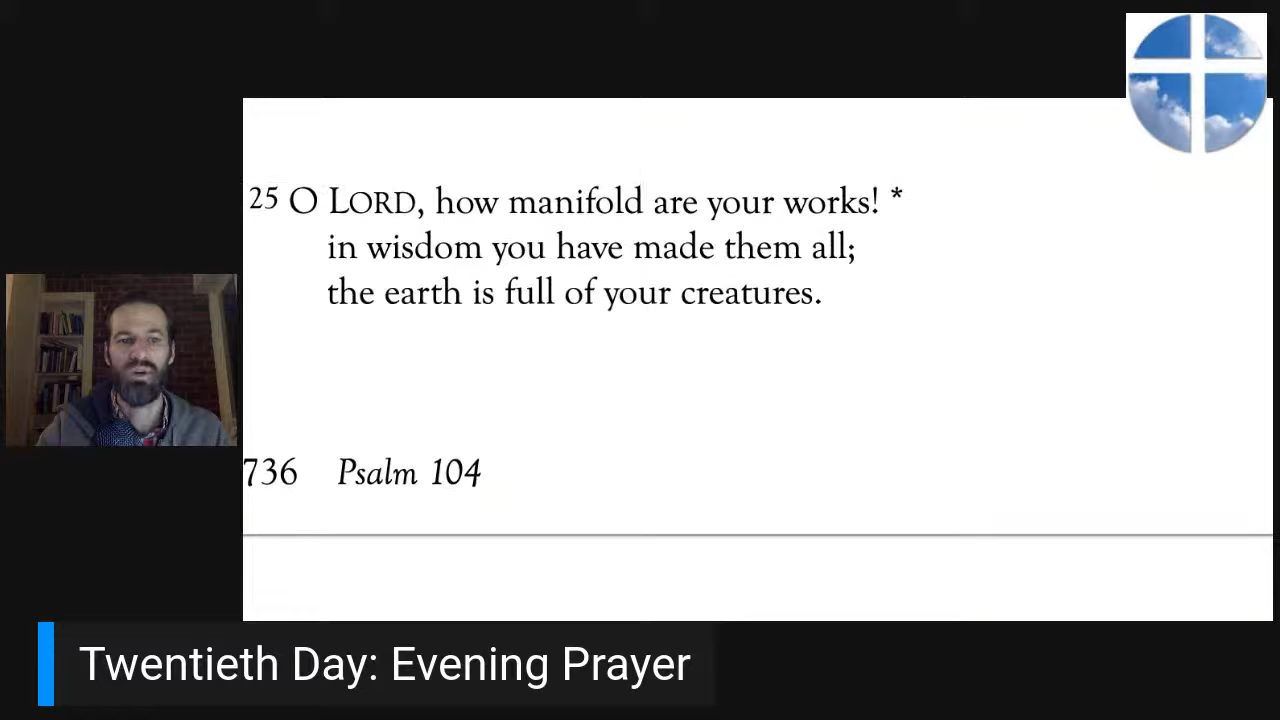 25 O LORD, how manifold are your works! *
in wisdom you have made them all;
the earth is full of your creatures.
736 Psalm 104
Twentieth Day: Evening Prayer